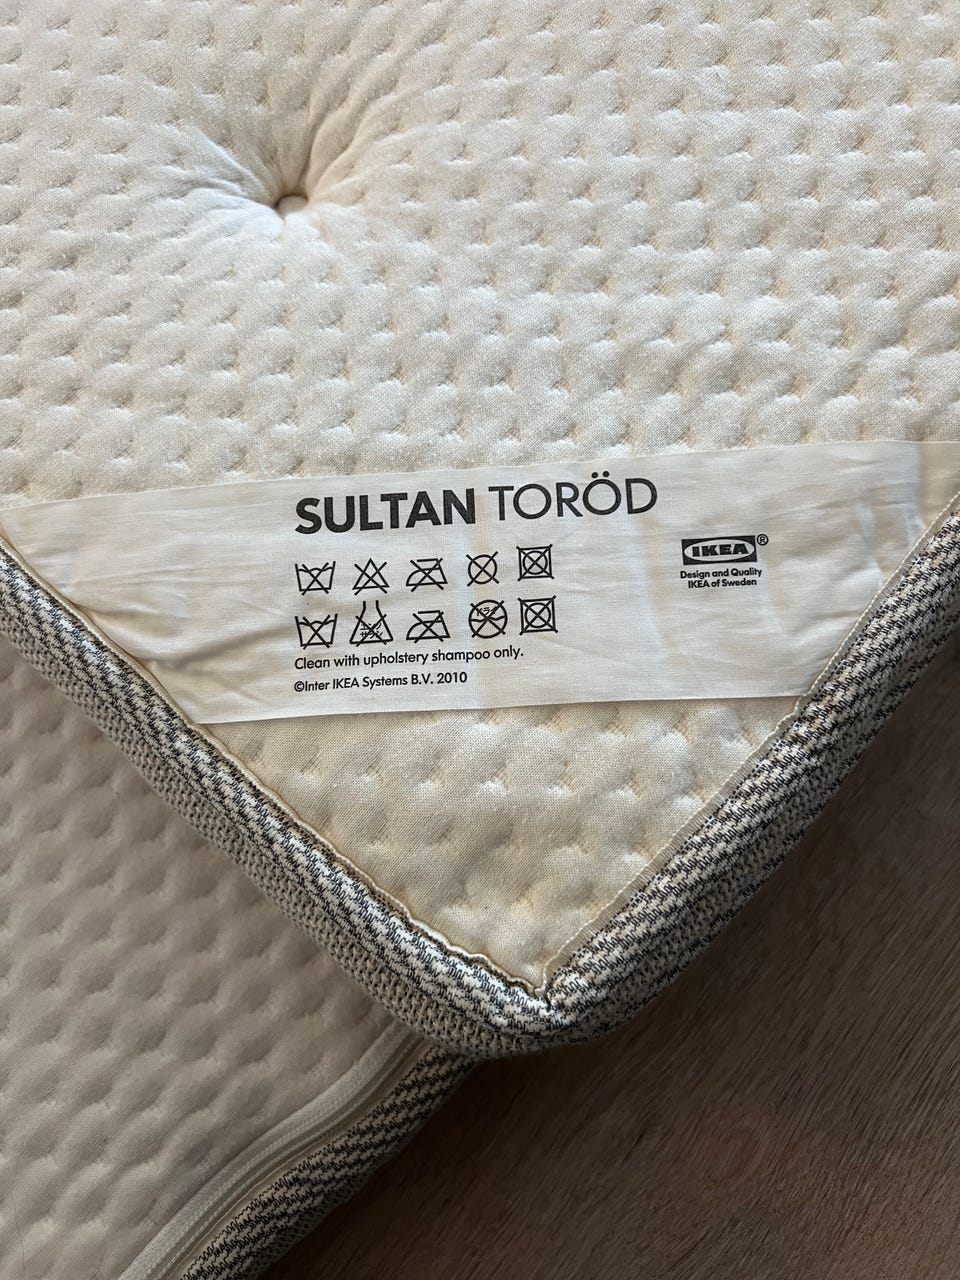 SULTAN TORÖD
IKEA®
Design and Quality
IKEA of Sweden
Clean with upholstery shampoo only.
©Inter IKEA Systems B.V. 2010